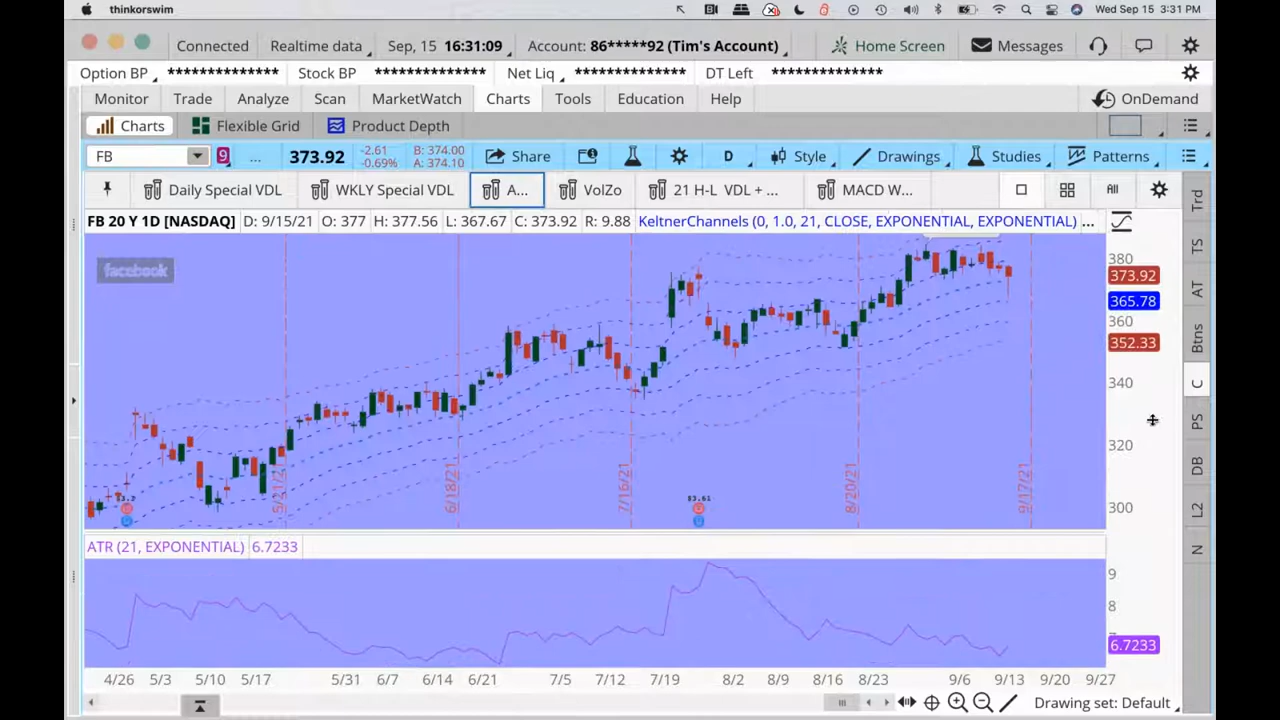 thinkorswim Wed Sep 15 3:31 PM
Connected Realtime data Sep, 15 16:31:09 Account: 86*****92 (Tim's Account) Home Screen Messages
Option BP ************** Stock BP ************** Net Liq ************** DT Left **************
Monitor Trade Analyze Scan MarketWatch Charts Tools Education Help OnDemand
Charts Flexible Grid Product Depth
FB 9 ... 373.92 -2.61 B: 374.00 Share D Style Drawings Studies Patterns
-0.69% A: 374.10
Daily Special VDL WKLY Special VDL A... VolZo 21 H-L VDL + ... MACD W... All
FB 20 Y 1D [NASDAQ] D: 9/15/21 O: 377 H: 377.56 L: 367.67 C: 373.92 R: 9.88 KeltnerChannels (0, 1.0, 21, CLOSE, EXPONENTIAL, EXPONENTIAL) ...
facebook
380
373.92
365.78
360
352.33
340
320
300
5/21/21 6/18/21 7/16/21 8/20/21 9/17/21
$3.61
ATR (21, EXPONENTIAL) 6.7233
9
8
6.7233
4/26 5/3 5/10 5/17 5/31 6/7 6/14 6/21 7/5 7/12 7/19 8/2 8/9 8/16 8/23 9/6 9/13 9/20 9/27
Drawing set: Default
Trd
TS
AT
Btns
C
PS
DB
L2
N